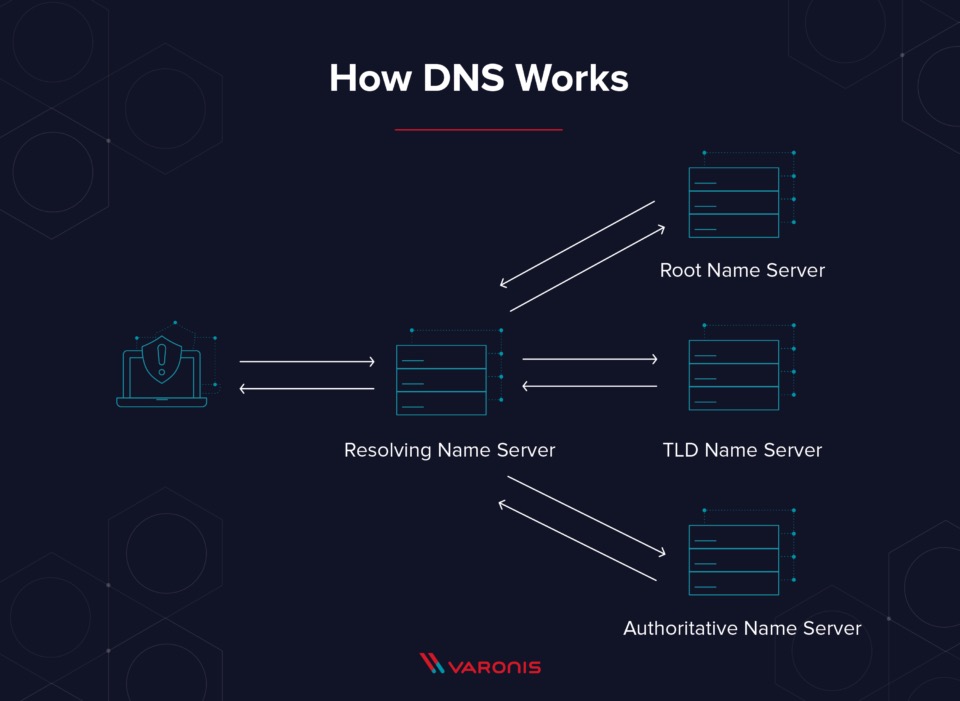 How DNS Works
Root Name Server
Resolving Name Server
TLD Name Server
Authoritative Name Server
VARONIS